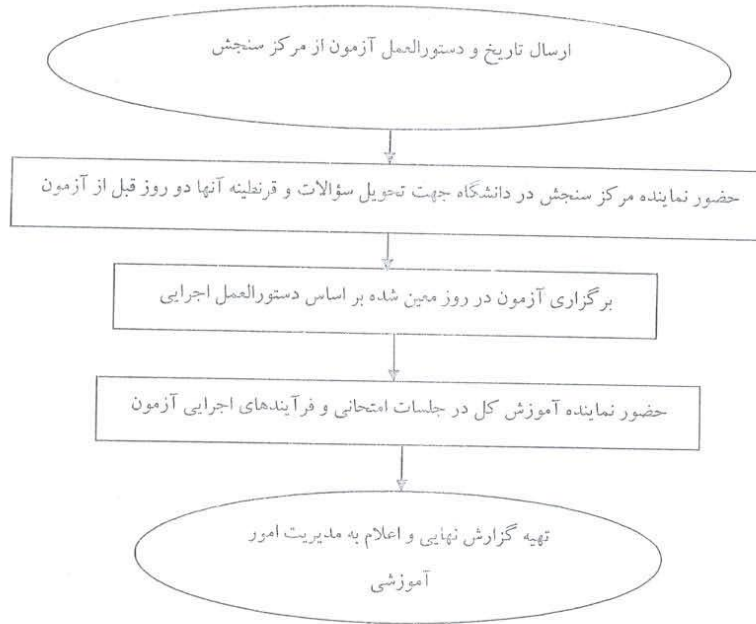 ارسال تاریخ و دستورالعمل آزمون از مرکز سنجش
حضور نماینده مرکز سنجش در دانشگاه جهت تحویل سؤالات و قرنطینه آنها دو روز قبل از آزمون
برگزاری آزمون در روز معین شده بر اساس دستورالعمل اجرایی
حضور نماینده آموزش کل در جلسات امتحانی و فرآیندهای اجرایی آزمون
تهیه گزارش نهایی و اعلام به مدیریت امور
آموزشی